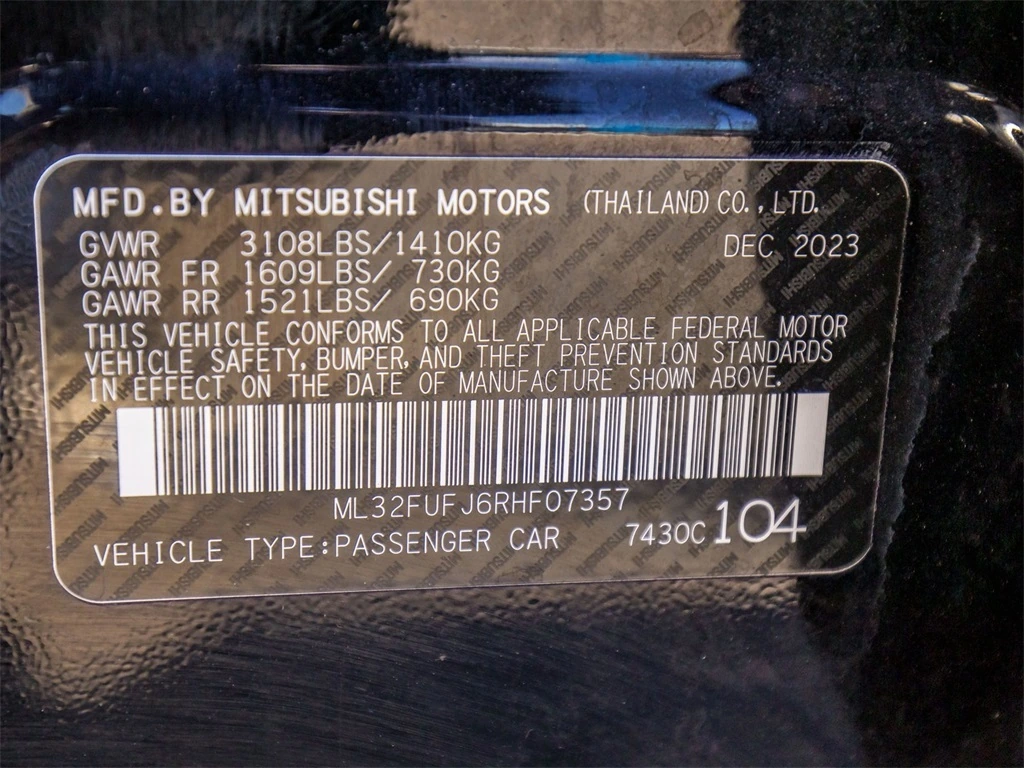 MFD.BY MITSUBISHI MOTORS (THAILAND) CO., LTD.
GVWR 3108LBS/1410KG DEC 2023
GAWR FR 1609LBS/ 730KG
GAWR RR 1521LBS/ 690KG
THIS VEHICLE CONFORMS TO ALL APPLICABLE FEDERAL MOTOR
VEHICLE SAFETY, BUMPER, AND THEFT PREVENTION STANDARDS
IN EFFECT ON THE DATE OF MANUFACTURE SHOWN ABOVE.
ML32FUFJ6RHF07357
VEHICLE TYPE:PASSENGER CAR 7430C 104